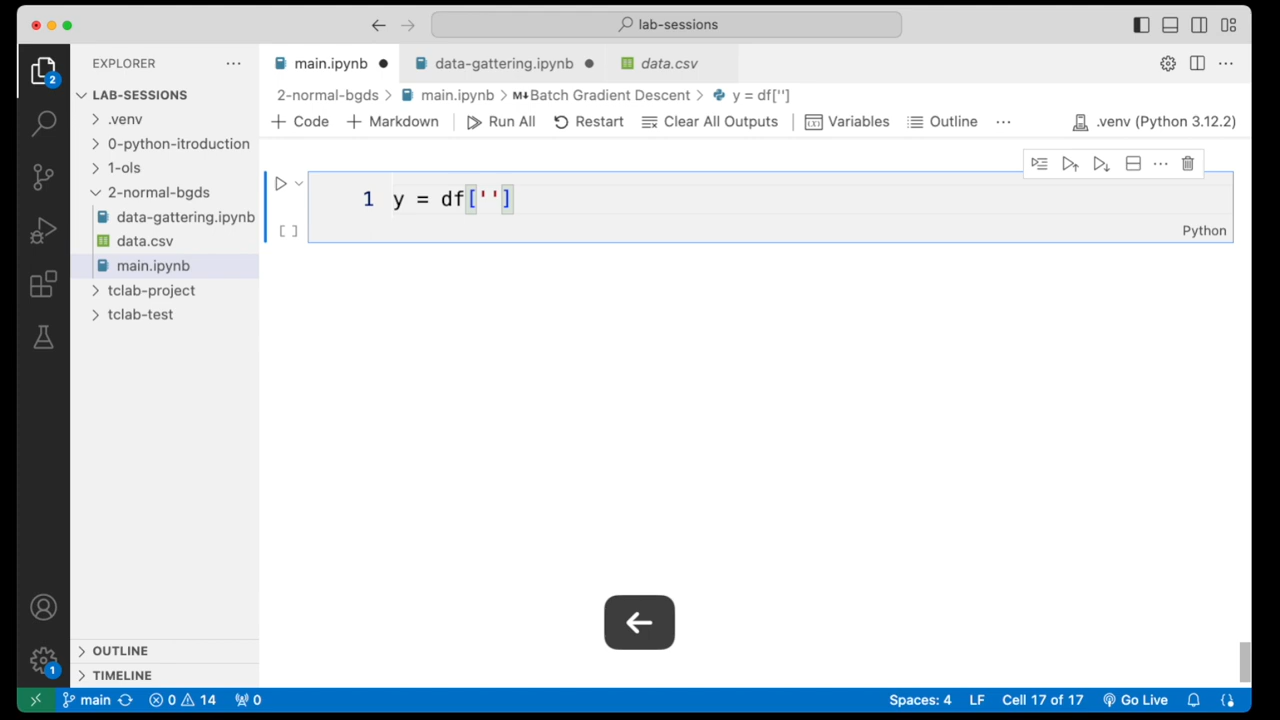 lab-sessions
EXPLORER
main.ipynb
data-gattering.ipynb
data.csv
2
LAB-SESSIONS
2-normal-bgds > main.ipynb > M↓Batch Gradient Descent > y = df['']
.venv
Code
Markdown
Run All
Restart
Clear All Outputs
Variables
Outline
.venv (Python 3.12.2)
0-python-itroduction
1-ols
2-normal-bgds
data-gattering.ipynb
data.csv
main.ipynb
tclab-project
tclab-test
1 y = df['']
[ ]
Python
OUTLINE
1
TIMELINE
main
0
14
0
Spaces: 4
LF
Cell 17 of 17
Go Live